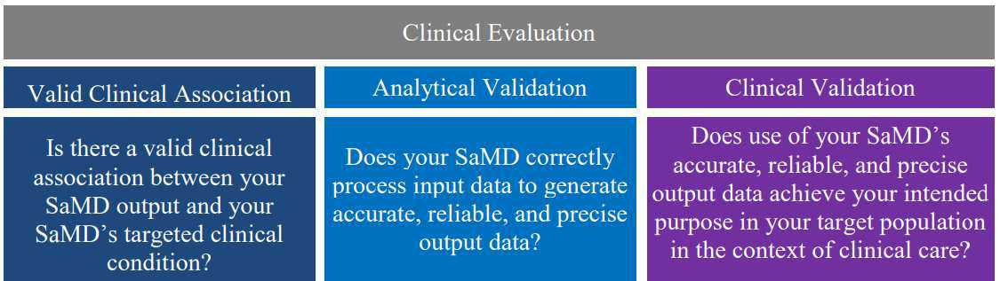 Clinical Evaluation
Valid Clinical Association
Is there a valid clinical
association between your
SaMD output and your
SaMD’s targeted clinical
condition?
Analytical Validation
Does your SaMD correctly
process input data to generate
accurate, reliable, and precise
output data?
Clinical Validation
Does use of your SaMD’s
accurate, reliable, and precise
output data achieve your intended
purpose in your target population
in the context of clinical care?